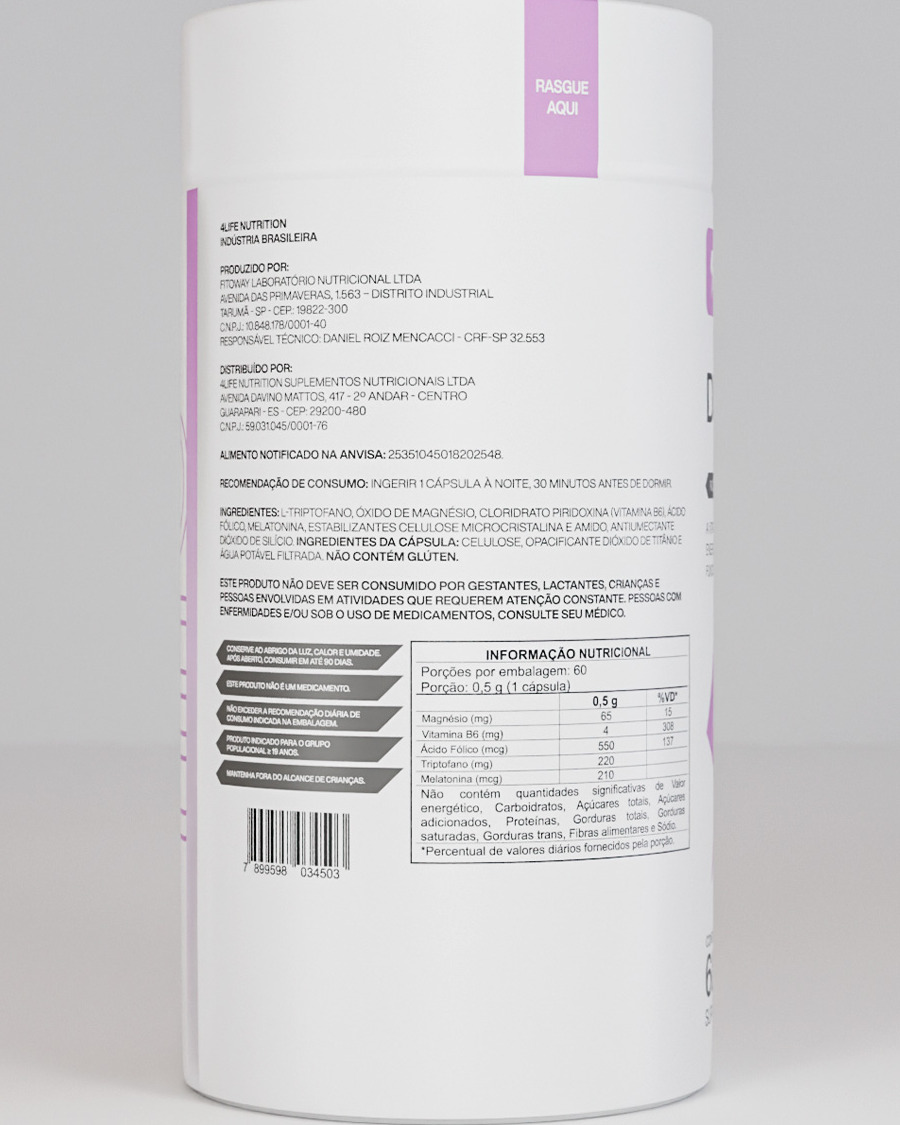 RASGUE
AQUI
4LIFE NUTRITION
INDÚSTRIA BRASILEIRA
PRODUZIDO POR:
FITOWAY LABORATÓRIO NUTRICIONAL LTDA
AVENIDA DAS PRIMAVERAS, 1.563 – DISTRITO INDUSTRIAL
TARUMÃ - SP - CEP.: 19822-300
C.N.P.J.: 10.848.178/0001-40
RESPONSÁVEL TÉCNICO: DANIEL ROIZ MENCACCI - CRF-SP 32.553
DISTRIBUÍDO POR:
4LIFE NUTRITION SUPLEMENTOS NUTRICIONAIS LTDA
AVENIDA DAVINO MATTOS, 417 - 2º ANDAR - CENTRO
GUARAPARI - ES - CEP: 29200-480
C.N.P.J.: 59.031.045/0001-76
ALIMENTO NOTIFICADO NA ANVISA: 25351045018202548.
RECOMENDAÇÃO DE CONSUMO: INGERIR 1 CÁPSULA À NOITE, 30 MINUTOS ANTES DE DORMIR.
INGREDIENTES: L-TRIPTOFANO, ÓXIDO DE MAGNÉSIO, CLORIDRATO PIRIDOXINA (VITAMINA B6), ÁCIDO
FÓLICO, MELATONINA, ESTABILIZANTES CELULOSE MICROCRISTALINA E AMIDO, ANTIUMECTANTE
DIÓXIDO DE SILÍCIO. INGREDIENTES DA CÁPSULA: CELULOSE, OPACIFICANTE DIÓXIDO DE TITÂNIO E
ÁGUA POTÁVEL FILTRADA. NÃO CONTÉM GLÚTEN.
ESTE PRODUTO NÃO DEVE SER CONSUMIDO POR GESTANTES, LACTANTES, CRIANÇAS E
PESSOAS ENVOLVIDAS EM ATIVIDADES QUE REQUEREM ATENÇÃO CONSTANTE. PESSOAS COM
ENFERMIDADES E/OU SOB O USO DE MEDICAMENTOS, CONSULTE SEU MÉDICO.
CONSERVE AO ABRIGO DA LUZ, CALOR E UMIDADE.
APÓS ABERTO, CONSUMIR EM ATÉ 90 DIAS.
ESTE PRODUTO NÃO É UM MEDICAMENTO.
NÃO EXCEDER A RECOMENDAÇÃO DIÁRIA DE
CONSUMO INDICADA NA EMBALAGEM.
PRODUTO INDICADO PARA O GRUPO
POPULACIONAL ≥ 19 ANOS.
MANTENHA FORA DO ALCANCE DE CRIANÇAS.
7 899598 034503
INFORMAÇÃO NUTRICIONAL
Porções por embalagem: 60
Porção: 0,5 g (1 cápsula)
0,5 g %VD*
Magnésio (mg) 65 15
Vitamina B6 (mg) 4 308
Ácido Fólico (mcg) 550 137
Triptofano (mg) 220
Melatonina (mcg) 210
Não contém quantidades significativas de Valor
energético, Carboidratos, Açúcares totais, Açúcares
adicionados, Proteínas, Gorduras totais, Gorduras
saturadas, Gorduras trans, Fibras alimentares e Sódio.
*Percentual de valores diários fornecidos pela porção.